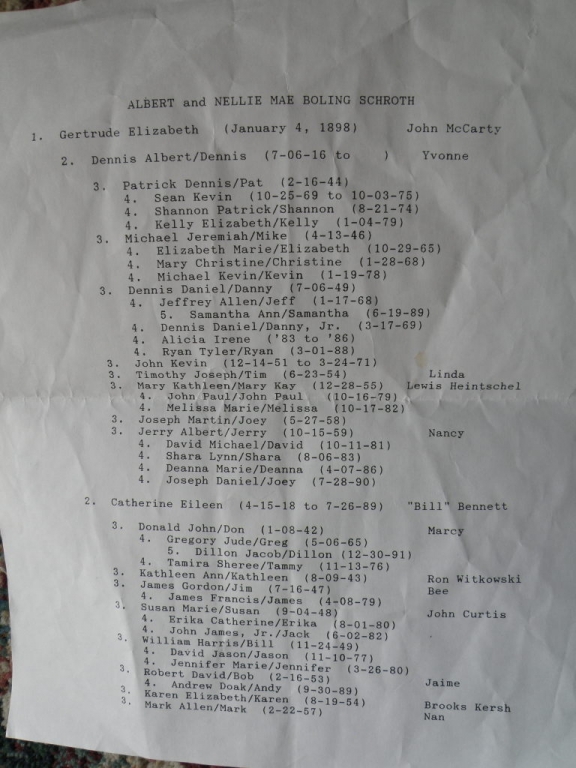 ALBERT and NELLIE MAE BOLING SCHROTH
1. Gertrude Elizabeth (January 4, 1898) John McCarty
2. Dennis Albert/Dennis (7-06-16 to ) Yvonne
3. Patrick Dennis/Pat (2-16-44)
4. Sean Kevin (10-25-69 to 10-03-75)
4. Shannon Patrick/Shannon (8-21-74)
4. Kelly Elizabeth/Kelly (1-04-79)
3. Michael Jeremiah/Mike (4-13-46)
4. Elizabeth Marie/Elizabeth (10-29-65)
4. Mary Christine/Christine (1-28-68)
4. Michael Kevin/Kevin (1-19-78)
3. Dennis Daniel/Danny (7-06-49)
4. Jeffrey Allen/Jeff (1-17-68)
5. Samantha Ann/Samantha (6-19-89)
4. Dennis Daniel/Danny, Jr. (3-17-69)
4. Alicia Irene ('83 to '86)
4. Ryan Tyler/Ryan (3-01-88)
3. John Kevin (12-14-51 to 3-24-71)
3. Timothy Joseph/Tim (6-23-54) Linda
3. Mary Kathleen/Mary Kay (12-28-55) Lewis Heintschel
4. John Paul/John Paul (10-16-79)
4. Melissa Marie/Melissa (10-17-82)
3. Joseph Martin/Joey (5-27-58)
3. Jerry Albert/Jerry (10-15-59) Nancy
4. David Michael/David (10-11-81)
4. Shara Lynn/Shara (8-06-83)
4. Deanna Marie/Deanna (4-07-86)
4. Joseph Daniel/Joey (7-28-90)
2. Catherine Eileen (4-15-18 to 7-26-89) "Bill" Bennett
3. Donald John/Don (1-08-42) Marcy
4. Gregory Jude/Greg (5-06-65)
5. Dillon Jacob/Dillon (12-30-91)
4. Tamira Sheree/Tammy (11-13-76)
3. Kathleen Ann/Kathleen (8-09-43) Ron Witkowski
3. James Gordon/Jim (7-16-47) Bee
4. James Francis/James (4-08-79)
3. Susan Marie/Susan (9-04-48) John Curtis
4. Erika Catherine/Erika (8-01-80)
4. John James, Jr./Jack (6-02-82)
3. William Harris/Bill (11-24-49)
4. David Jason/Jason (11-10-77)
4. Jennifer Marie/Jennifer (3-26-80)
3. Robert David/Bob (2-16-53) Jaime
4. Andrew Doak/Andy (9-30-89)
3. Karen Elizabeth/Karen (8-19-54) Brooks Kersh
3. Mark Allen/Mark (2-22-57) Nan